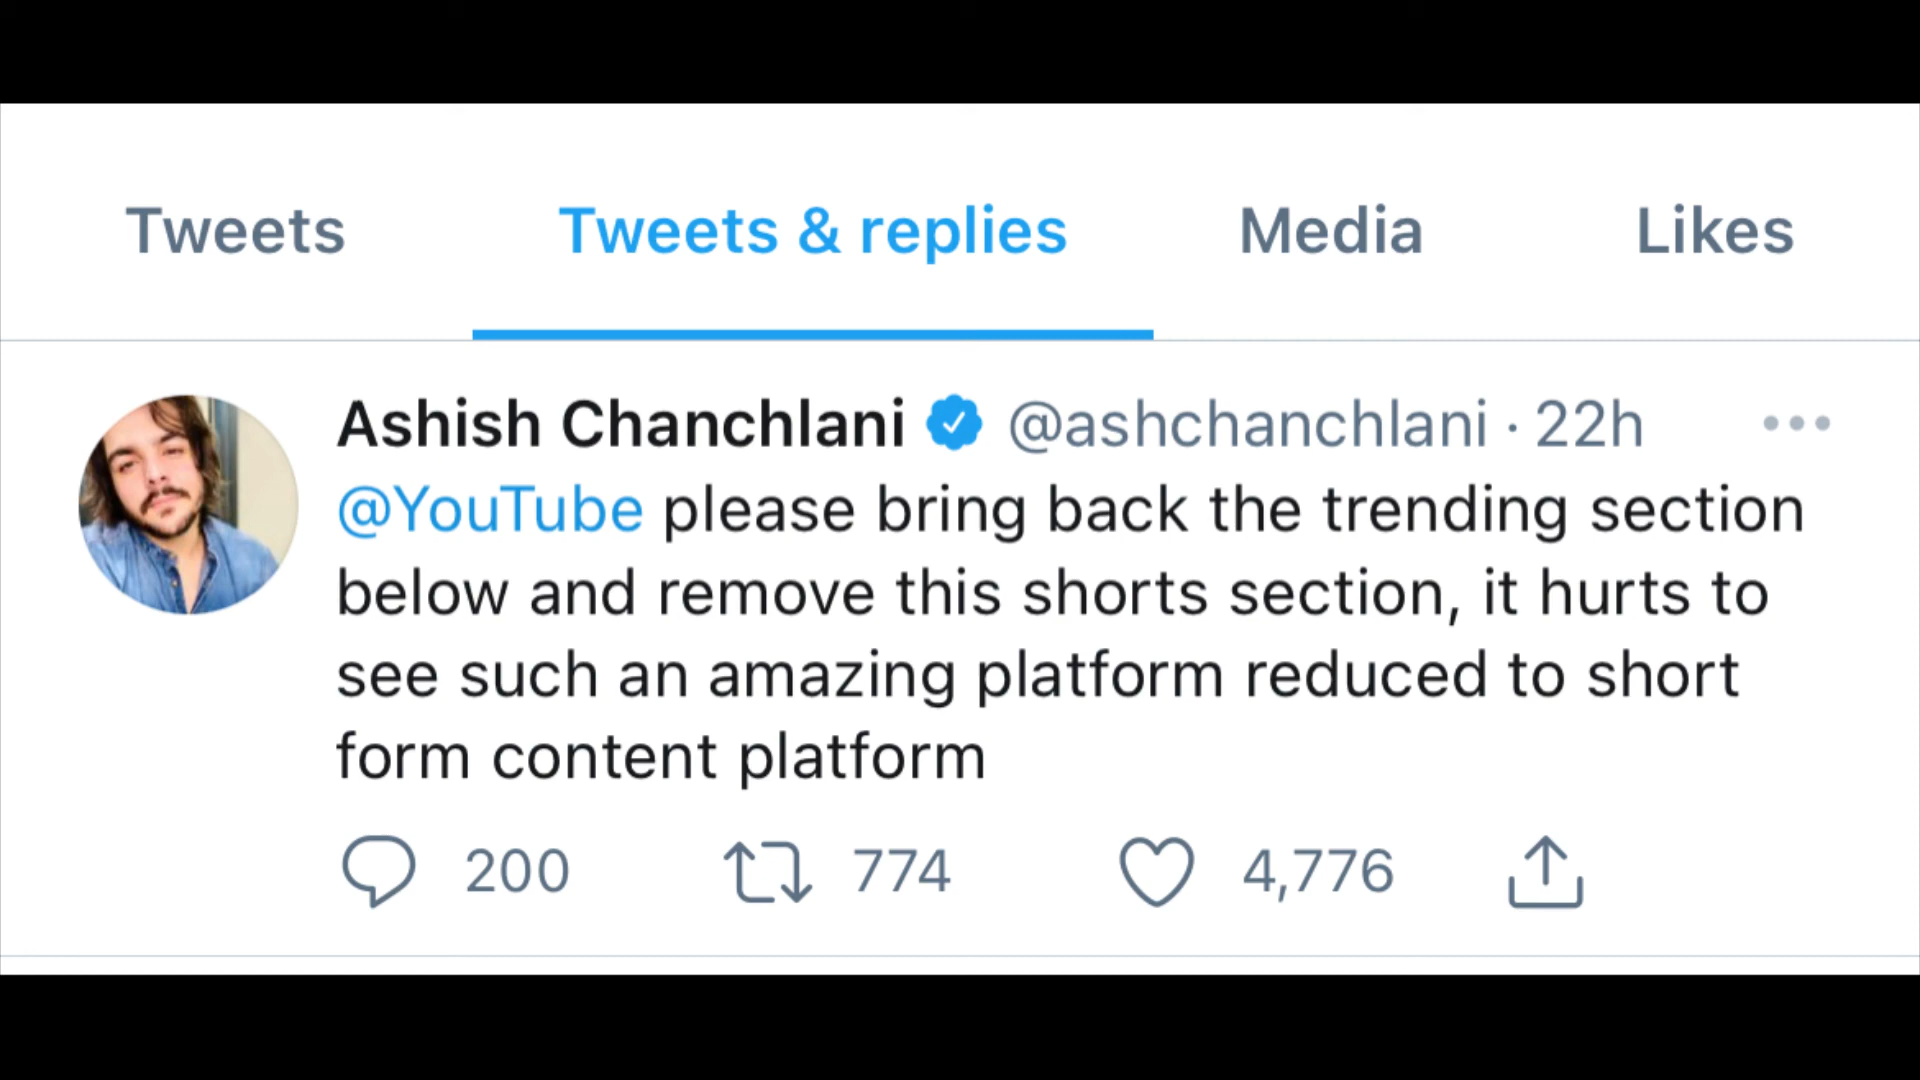 Tweets Tweets & replies Media Likes
Ashish Chanchlani @ashchanchlani · 22h
@YouTube please bring back the trending section
below and remove this shorts section, it hurts to
see such an amazing platform reduced to short
form content platform
200 774 4,776